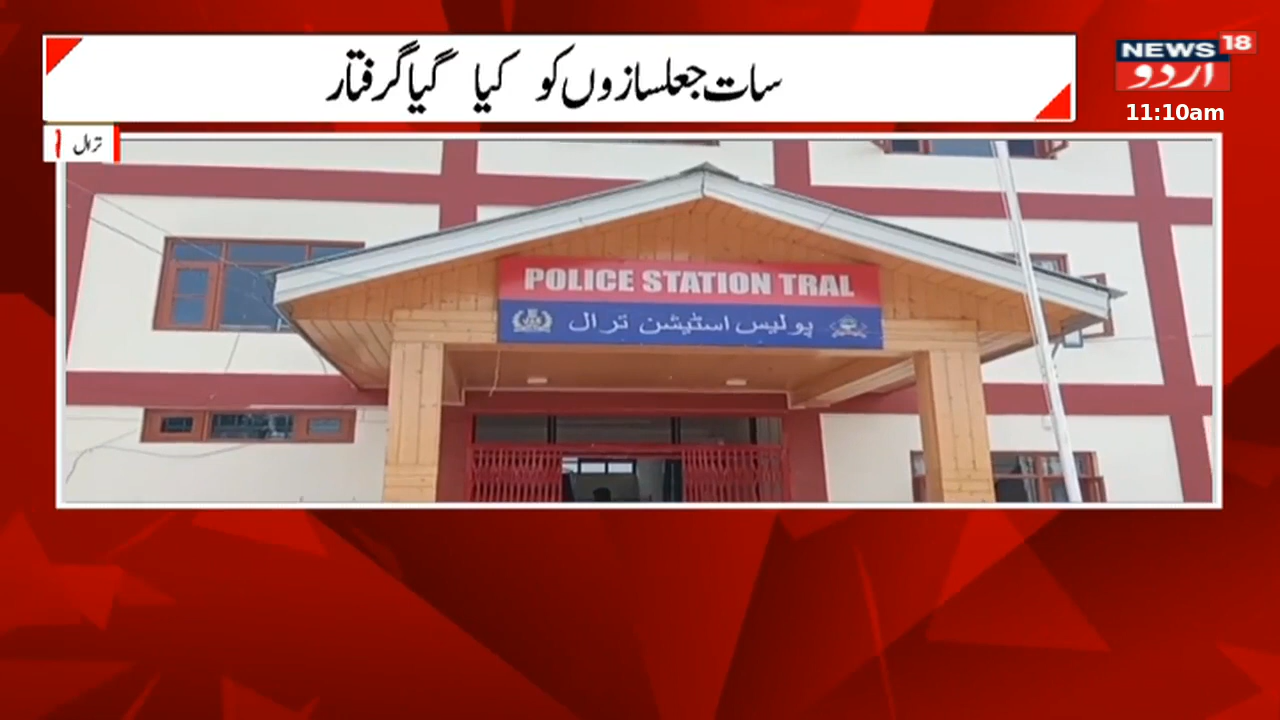 سات جعلسازوں کو کیا گیا گرفتار
NEWS 18
اردو
11:10am
ترال
POLICE STATION TRAL
پولیس اسٹیشن ترال